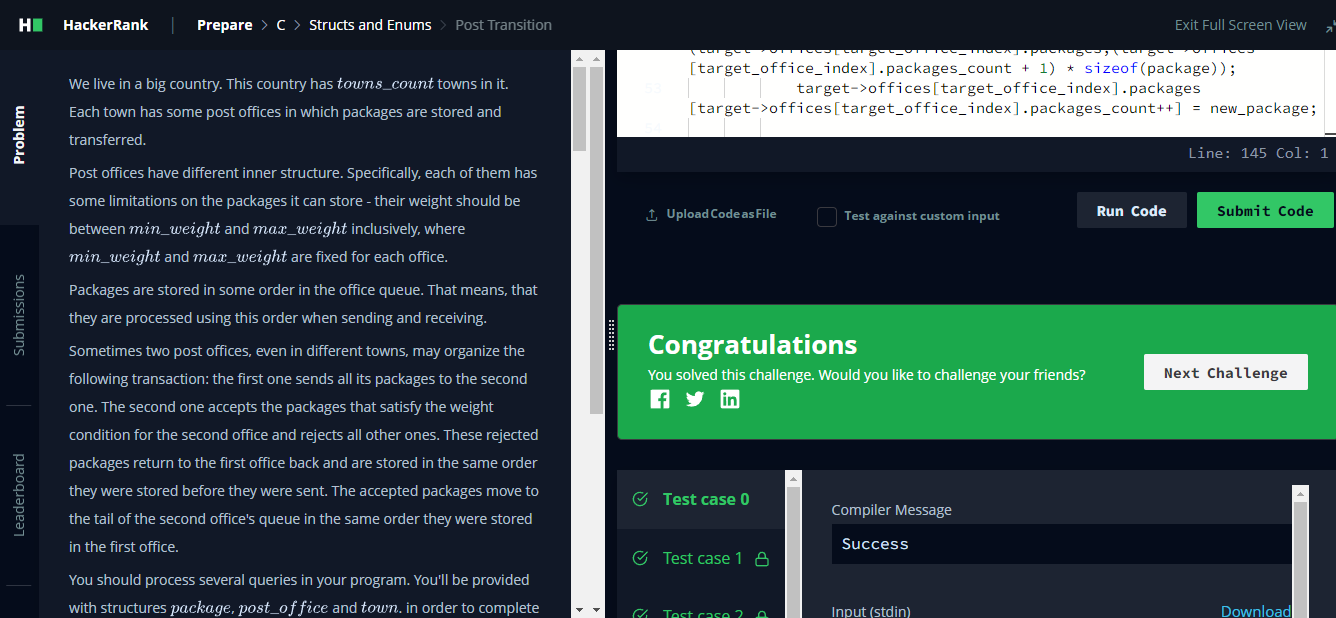 HackerRank | Prepare > C > Structs and Enums > Post Transition Exit Full Screen View
Problem
Submissions
Leaderboard
We live in a big country. This country has towns_count towns in it.
Each town has some post offices in which packages are stored and
transferred.
Post offices have different inner structure. Specifically, each of them has
some limitations on the packages it can store - their weight should be
between min_weight and max_weight inclusively, where
min_weight and max_weight are fixed for each office.
Packages are stored in some order in the office queue. That means, that
they are processed using this order when sending and receiving.
Sometimes two post offices, even in different towns, may organize the
following transaction: the first one sends all its packages to the second
one. The second one accepts the packages that satisfy the weight
condition for the second office and rejects all other ones. These rejected
packages return to the first office back and are stored in the same order
they were stored before they were sent. The accepted packages move to
the tail of the second office's queue in the same order they were stored
in the first office.
You should process several queries in your program. You'll be provided
with structures package, post_office and town. in order to complete
(target->offices[target_office_index].packages,(target->offices
[target_office_index].packages_count + 1) * sizeof(package));
53 target->offices[target_office_index].packages
[target->offices[target_office_index].packages_count++] = new_package;
54
Line: 145 Col: 1
Upload Code as File
Test against custom input
Run Code
Submit Code
Congratulations
You solved this challenge. Would you like to challenge your friends?
Next Challenge
Test case 0
Test case 1
Test case 2
Compiler Message
Success
Input (stdin)
Download